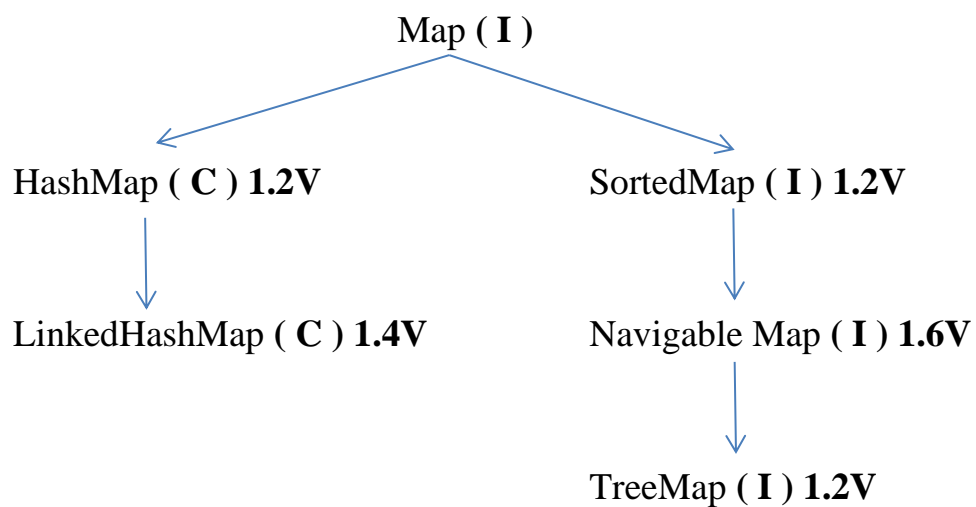 Map ( I )
HashMap ( C ) 1.2V
SortedMap ( I ) 1.2V
LinkedHashMap ( C ) 1.4V
Navigable Map ( I ) 1.6V
TreeMap ( I ) 1.2V